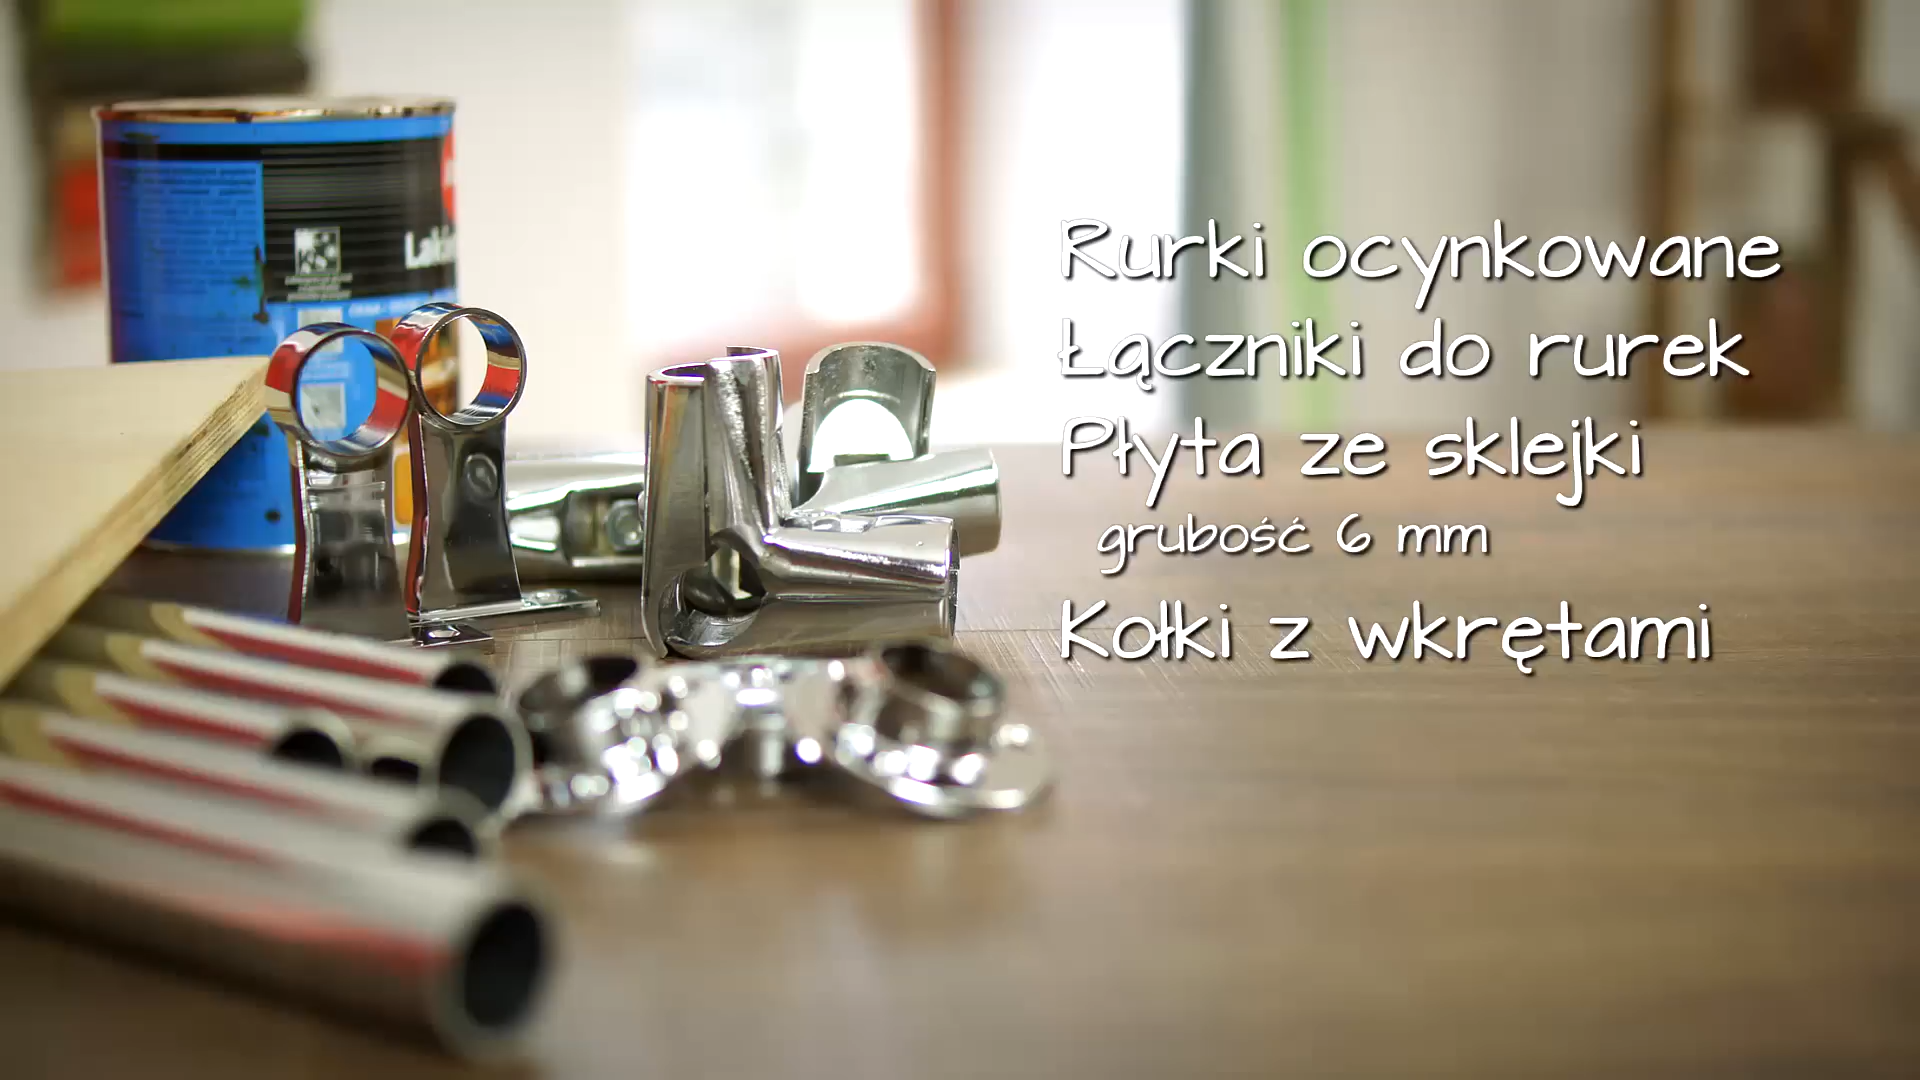 Rurki ocynkowane
Łączniki do rurek
Płyta ze sklejki
grubość 6 mm
Kołki z wkrętami